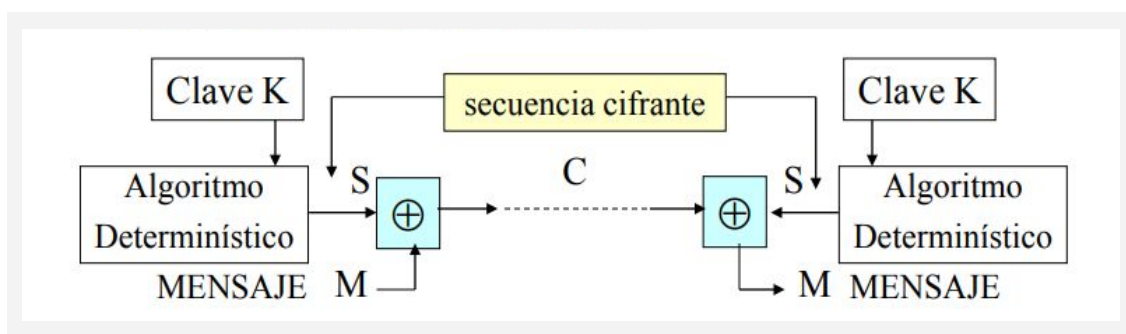 Clave K
secuencia cifrante
Clave K
Algoritmo
Determinístico
S
⊕
C
⊕
S
Algoritmo
Determinístico
MENSAJE M
M MENSAJE